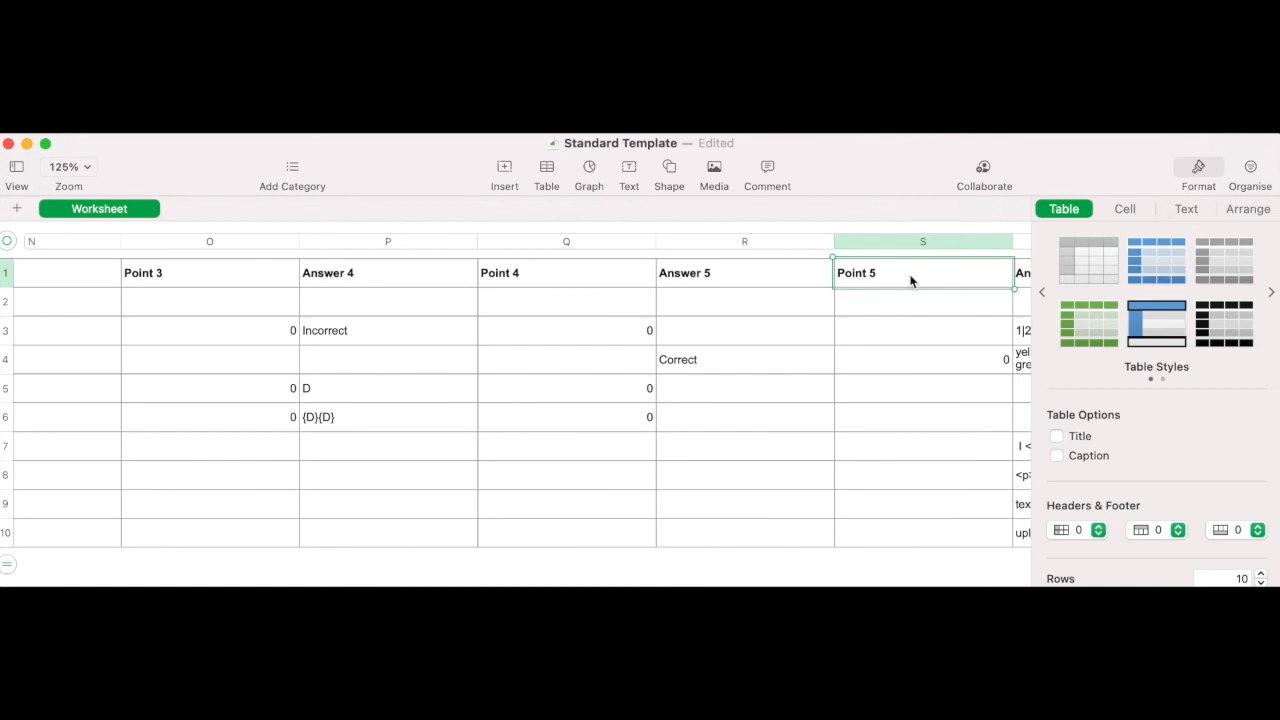 Standard Template — Edited
125%
View Zoom Add Category Insert Table Graph Text Shape Media Comment Collaborate Format Organise
+ Worksheet
Table Cell Text Arrange
N O P Q R S
1 Point 3 Answer 4 Point 4 Answer 5 Point 5 An
2
3 0 Incorrect 0 1|2
4 Correct 0 yel
gre
5 0 D 0
6 0 {D}{D} 0
7 I <
8 <p>
9 tex
10 upl
Table Styles
Table Options
Title
Caption
Headers & Footer
0 0 0
Rows 10